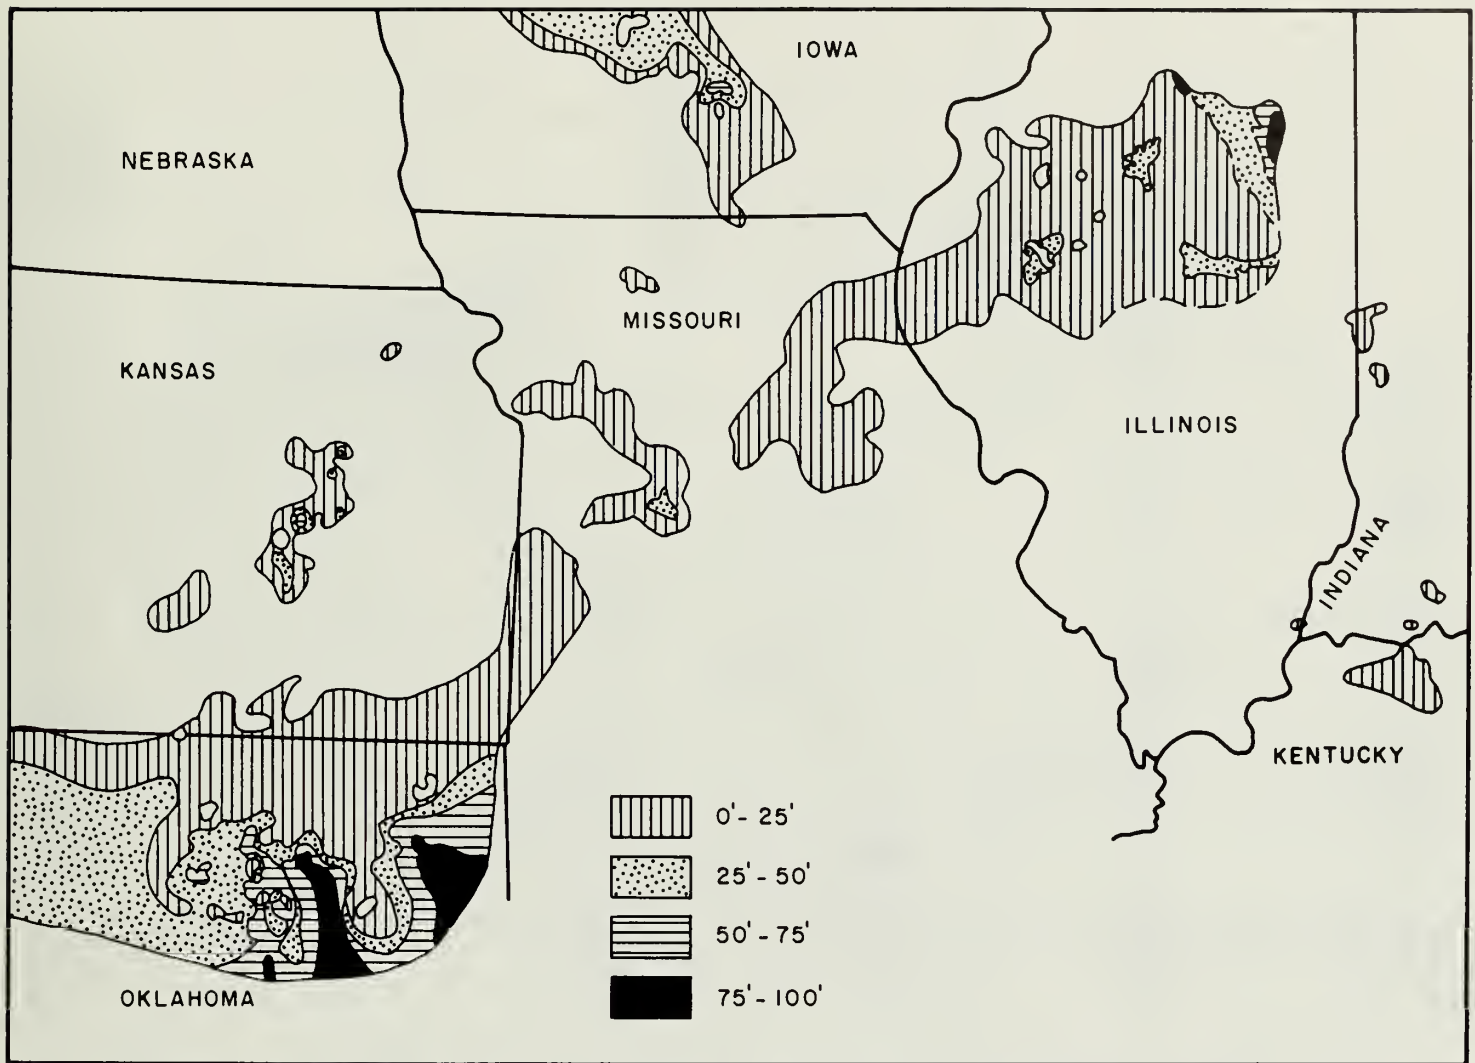 IOWA
NEBRASKA
MISSOURI
KANSAS
ILLINOIS
INDIANA
KENTUCKY
0'- 25'
25'- 50'
50'- 75'
75'- 100'
OKLAHOMA